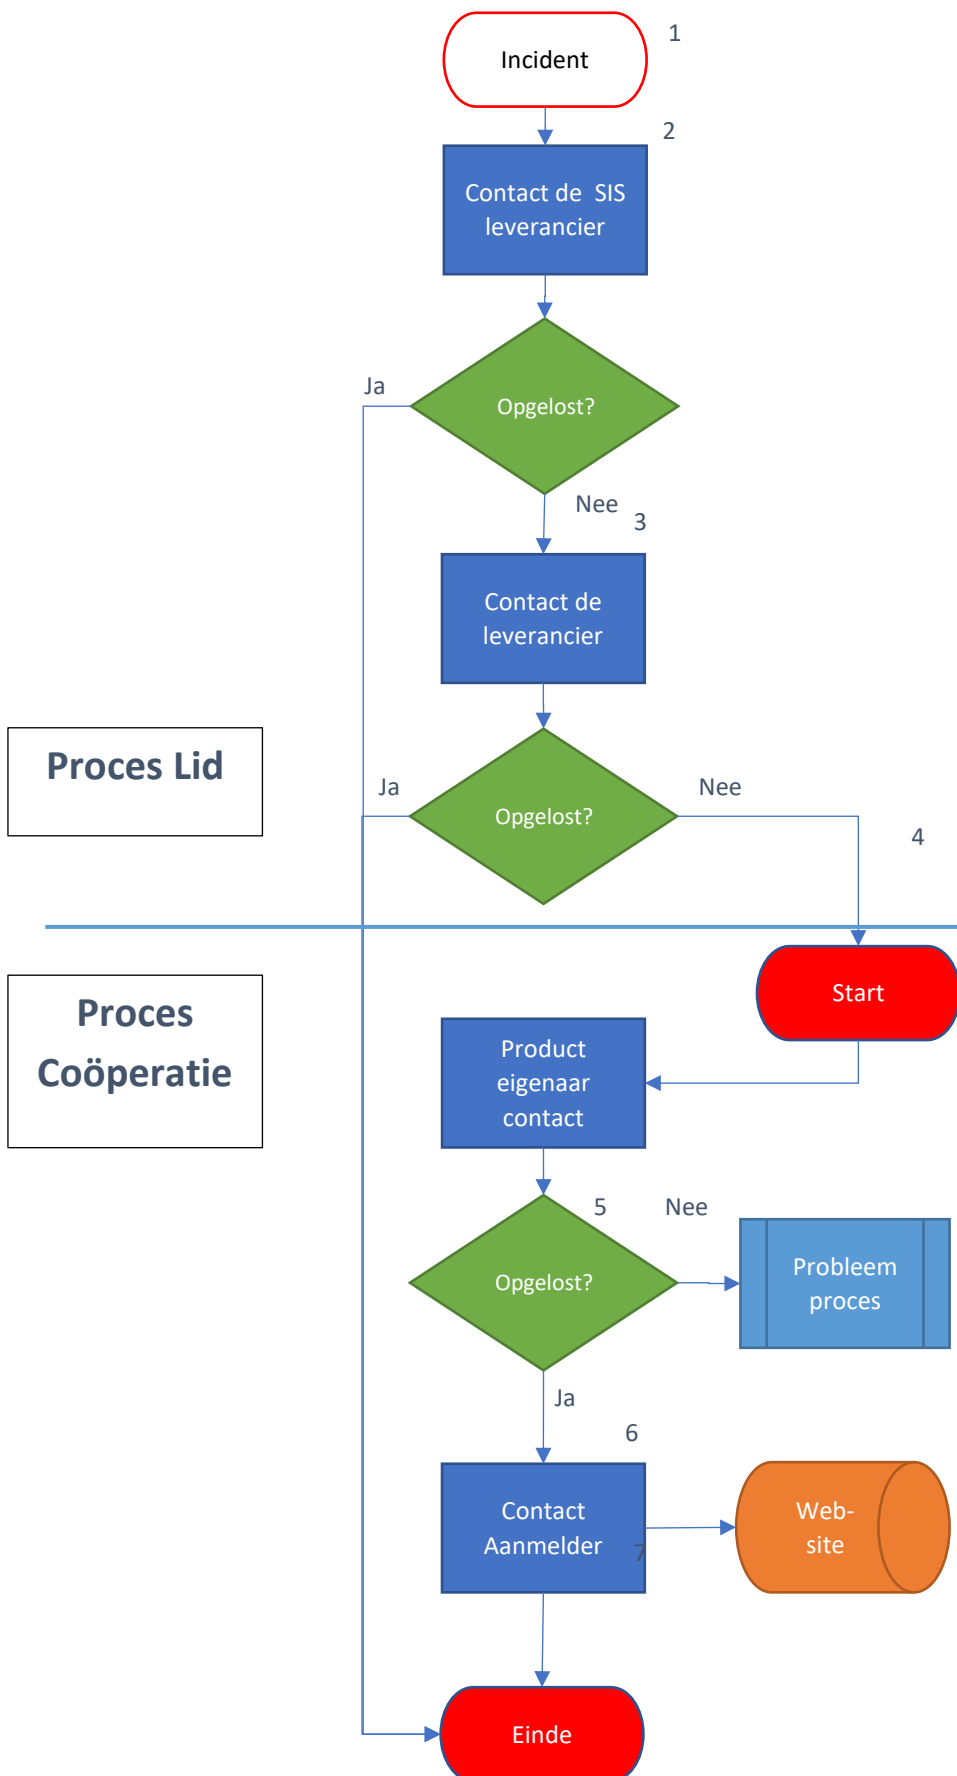 1
Incident
2
Contact de SIS
leverancier
Ja
Opgelost?
Nee
3
Contact de
leverancier
Proces Lid
Ja
Nee
Opgelost?
4
Proces
Coöperatie
Start
Product
eigenaar
contact
5
Nee
Opgelost?
Probleem
proces
Ja
6
Contact
Aanmelder
Web-
site
7
Einde